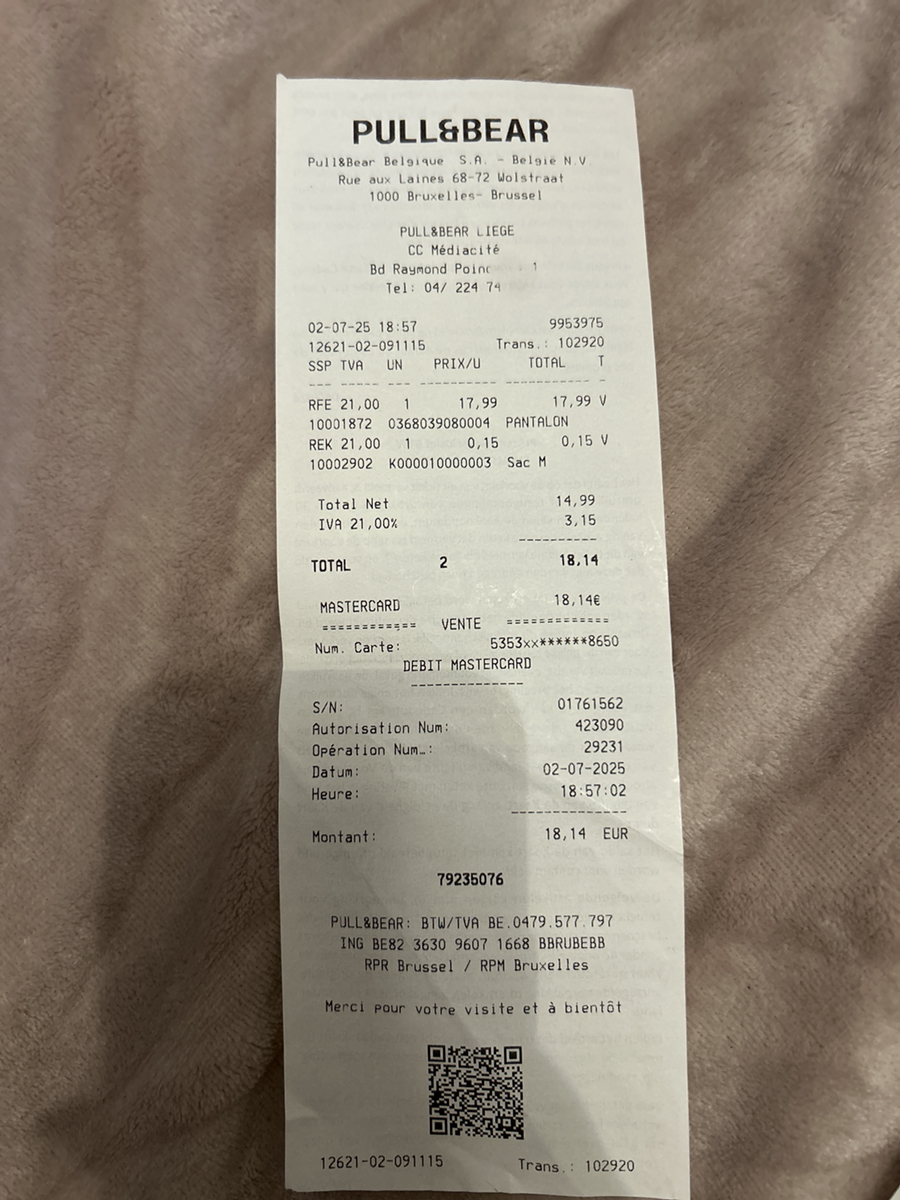 PULL&BEAR
Pull&Bear Belgique S.A. - België N.V.
Rue aux Laines 68-72 Wolstraat
1000 Bruxelles- Brussel
PULL&BEAR LIEGE
CC Médiacité
Bd Raymond Poinc 1
Tel: 04/ 224 74
02-07-25 18:57 9953975
12621-02-091115 Trans.: 102920
SSP TVA UN PRIX/U TOTAL T
--- ----- --- ---------- ----------- -
RFE 21,00 1 17,99 17,99 V
10001872 0368039080004 PANTALON
REK 21,00 1 0,15 0,15 V
10002902 K000010000003 Sac M
Total Net 14,99
IVA 21,00% 3,15
----------
TOTAL 2 18,14
MASTERCARD 18,14€
============ VENTE =============
Num. Carte: 5353xx******8650
DEBIT MASTERCARD
--------------
S/N: 01761562
Autorisation Num: 423090
Opération Num..: 29231
Datum: 02-07-2025
Heure: 18:57:02
--------------
Montant: 18,14 EUR
79235076
PULL&BEAR: BTW/TVA BE.0479.577.797
ING BE82 3630 9607 1668 BBRUBEBB
RPR Brussel / RPM Bruxelles
Merci pour votre visite et à bientôt
12621-02-091115 Trans.: 102920